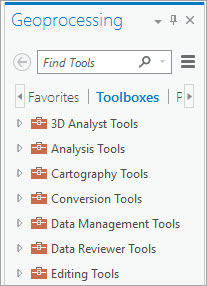 Geoprocessing
Find Tools
Favorites | Toolboxes
3D Analyst Tools
Analysis Tools
Cartography Tools
Conversion Tools
Data Management Tools
Data Reviewer Tools
Editing Tools